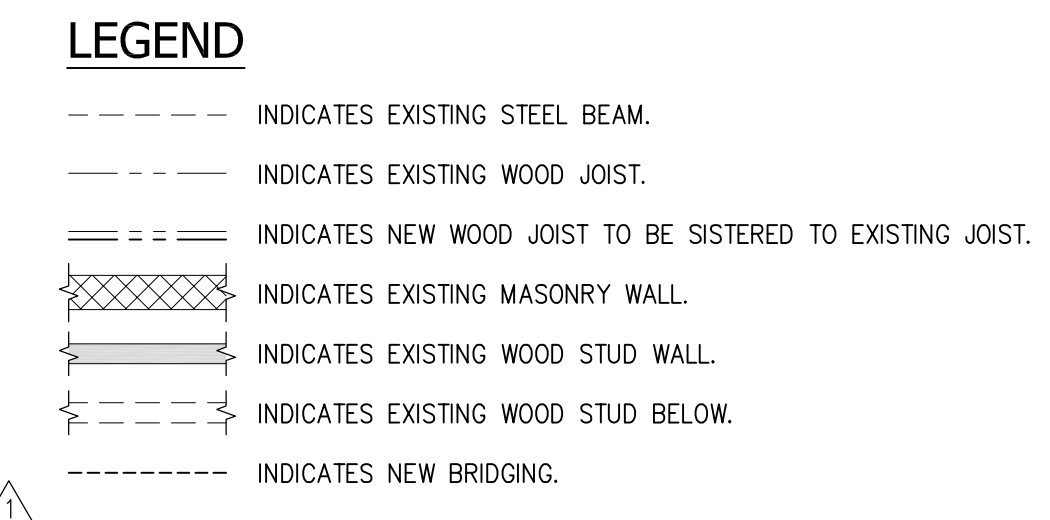 LEGEND
INDICATES EXISTING STEEL BEAM.
INDICATES EXISTING WOOD JOIST.
INDICATES NEW WOOD JOIST TO BE SISTERED TO EXISTING JOIST.
INDICATES EXISTING MASONRY WALL.
INDICATES EXISTING WOOD STUD WALL.
INDICATES EXISTING WOOD STUD BELOW.
INDICATES NEW BRIDGING.
1